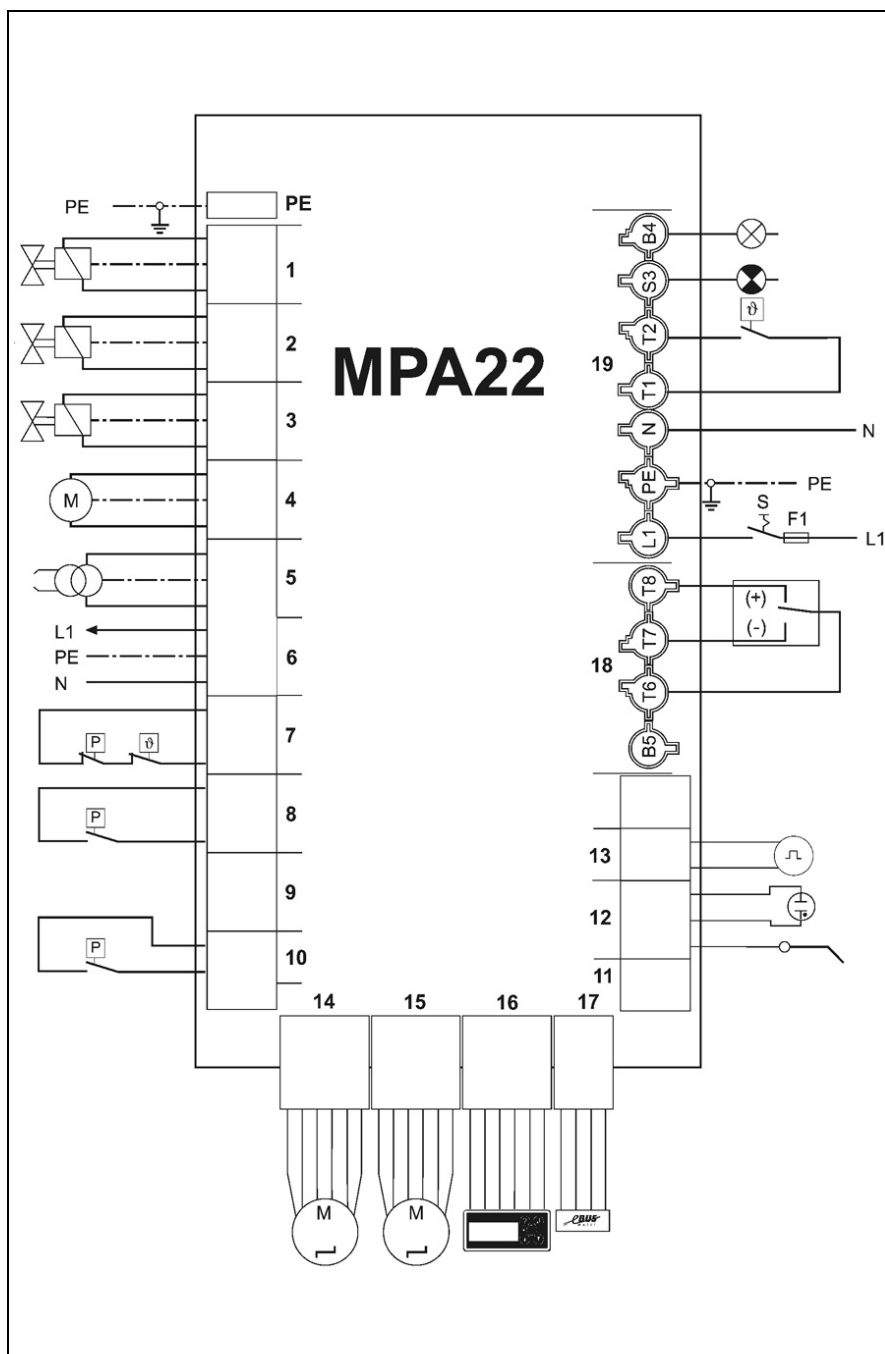 PE
PE
1
2
3
M
4
5
L1
PE
N
6
P
ϑ
7
P
8
9
P
10
MPA22
19
B4
S3
T2
ϑ
T1
N
N
PE
PE
L1
S
F1
L1
18
T8
T7
T6
B5
(+)
(-)
13
12
11
14
15
16
17
M
M
eBUS